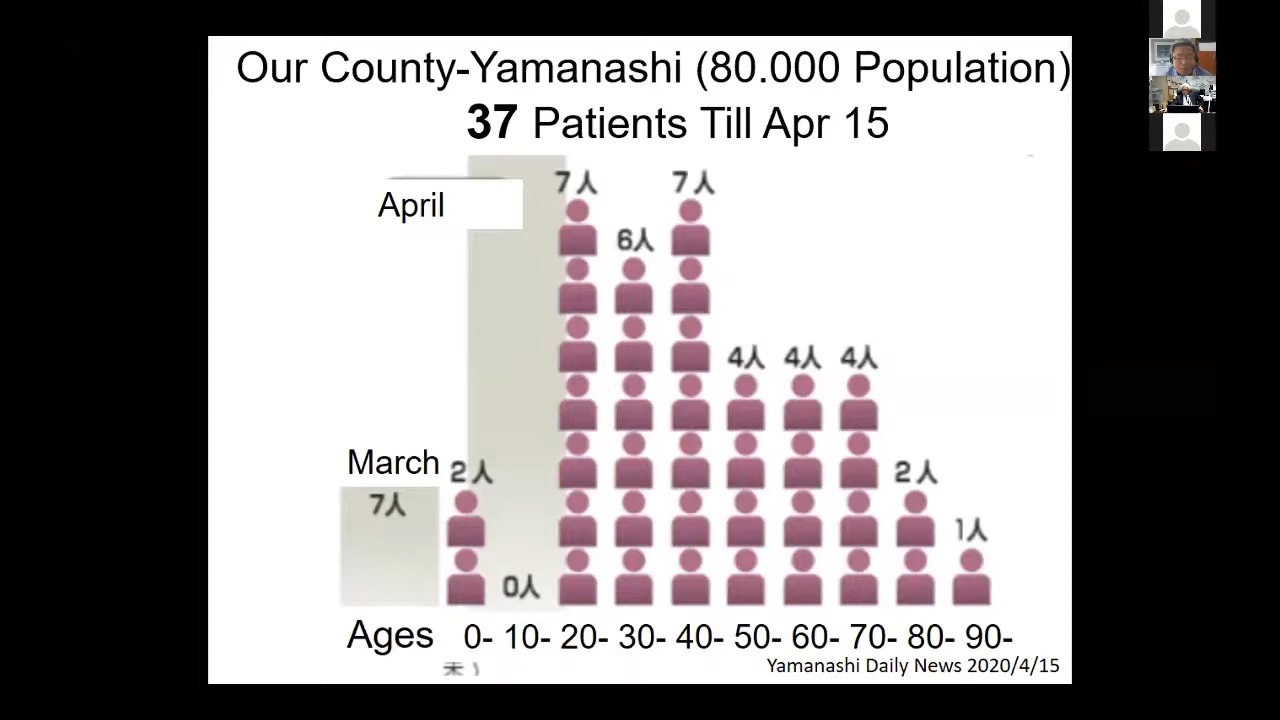 Our County-Yamanashi (80.000 Population)
37 Patients Till Apr 15
April
7人
7人
6人
4人 4人 4人
March
2人
2人
7人
1人
0人
Ages 0- 10- 20- 30- 40- 50- 60- 70- 80- 90-
Yamanashi Daily News 2020/4/15